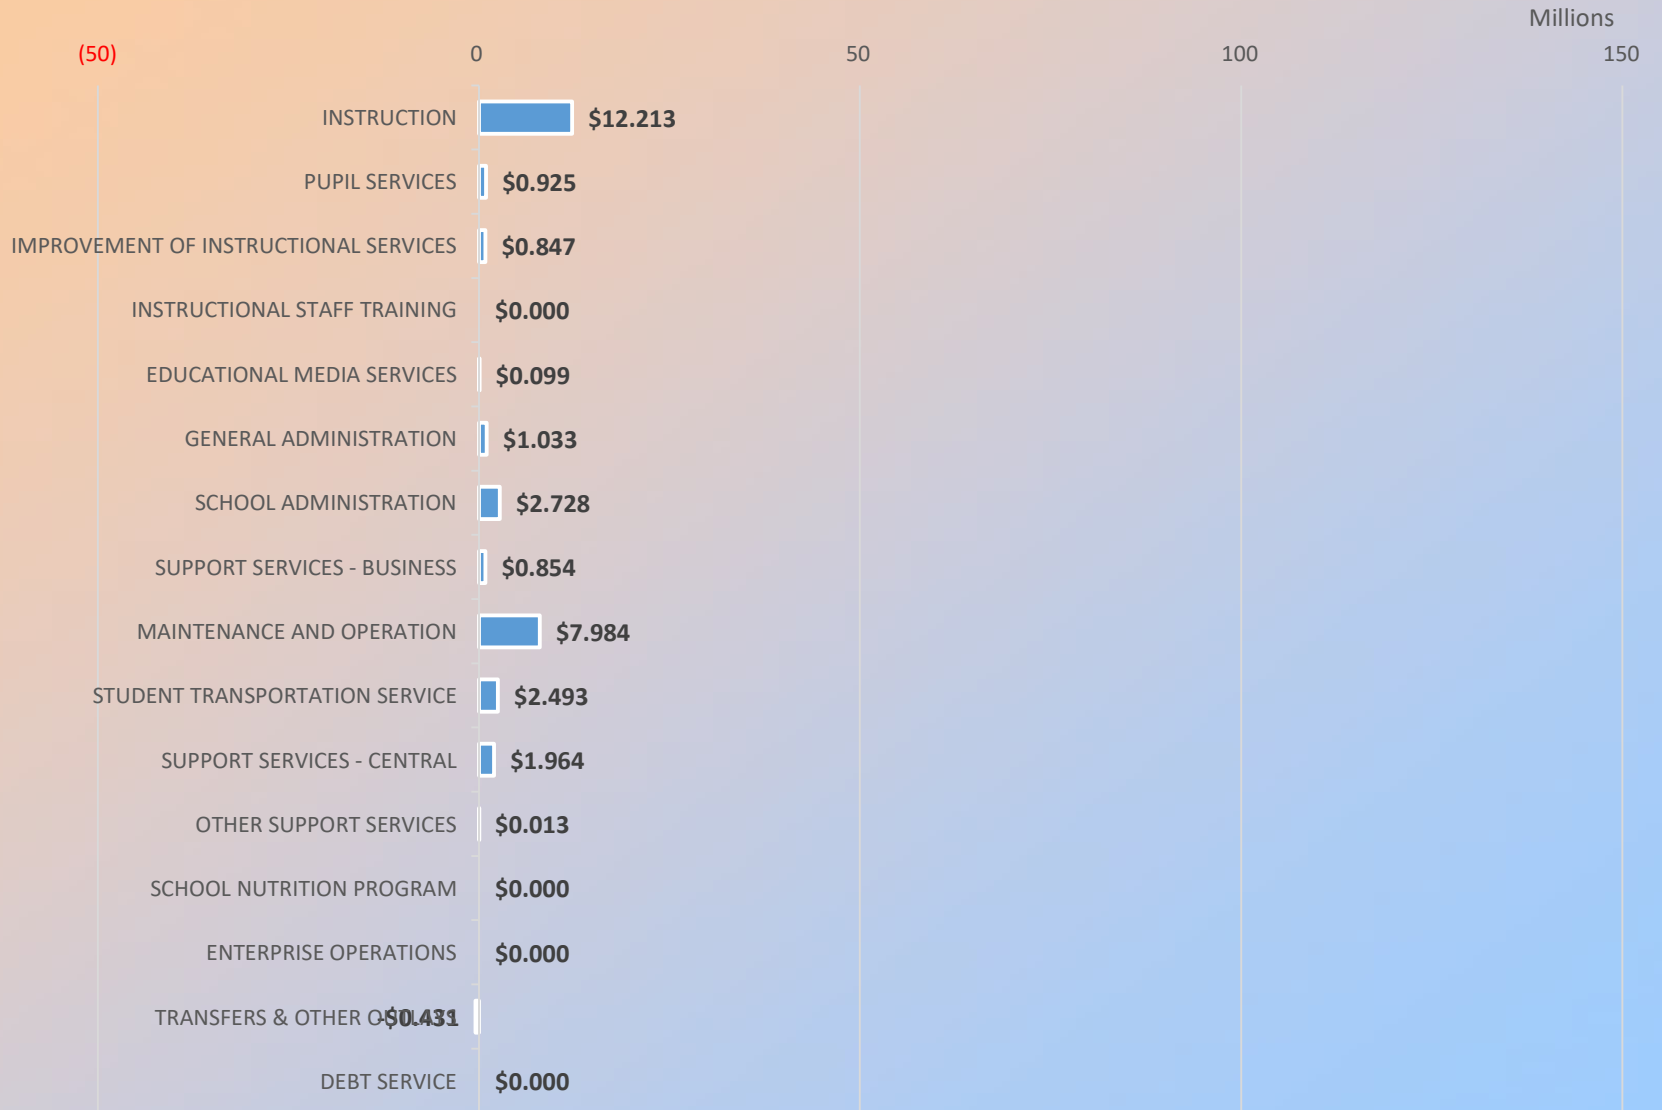 Millions
(50) 0 50 100 150
INSTRUCTION $12.213
PUPIL SERVICES $0.925
IMPROVEMENT OF INSTRUCTIONAL SERVICES $0.847
INSTRUCTIONAL STAFF TRAINING $0.000
EDUCATIONAL MEDIA SERVICES $0.099
GENERAL ADMINISTRATION $1.033
SCHOOL ADMINISTRATION $2.728
SUPPORT SERVICES - BUSINESS $0.854
MAINTENANCE AND OPERATION $7.984
STUDENT TRANSPORTATION SERVICE $2.493
SUPPORT SERVICES - CENTRAL $1.964
OTHER SUPPORT SERVICES $0.013
SCHOOL NUTRITION PROGRAM $0.000
ENTERPRISE OPERATIONS $0.000
TRANSFERS & OTHER -$0.431
DEBT SERVICE $0.000